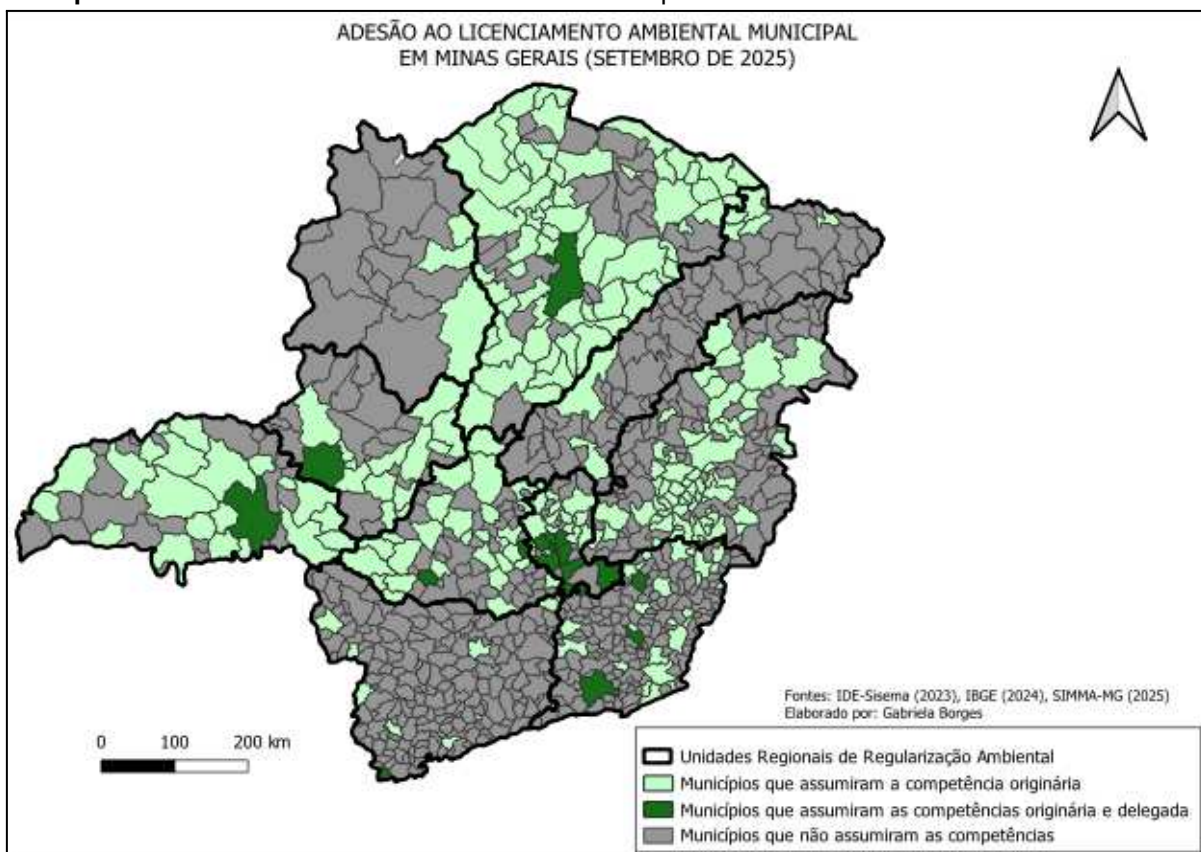 ADESÃO AO LICENCIAMENTO AMBIENTAL MUNICIPAL
EM MINAS GERAIS (SETEMBRO DE 2025)
Fontes: IDE-Sisema (2023), IBGE (2024), SIMMA-MG (2025)
Elaborado por: Gabriela Borges
0 100 200 km
Unidades Regionais de Regularização Ambiental
Municípios que assumiram a competência originária
Municípios que assumiram as competências originária e delegada
Municípios que não assumiram as competências